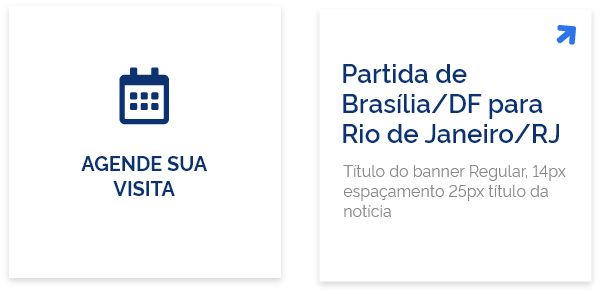 AGENDE SUA
VISITA
Partida de
Brasília/DF para
Rio de Janeiro/RJ
Título do banner Regular, 14px
espaçamento 25px título da
notícia